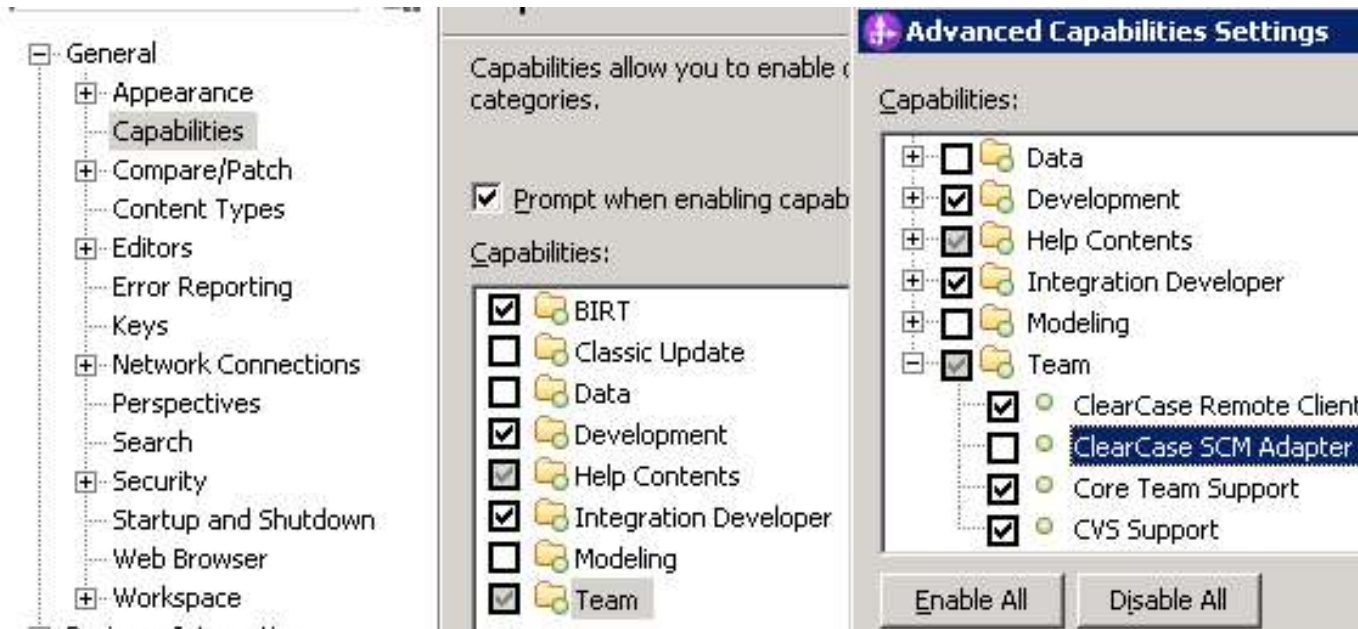 General
Appearance
Capabilities
Compare/Patch
Content Types
Editors
Error Reporting
Keys
Network Connections
Perspectives
Search
Security
Startup and Shutdown
Web Browser
Workspace
Capabilities allow you to enable
categories.
Prompt when enabling capab
Capabilities:
BIRT
Classic Update
Data
Development
Help Contents
Integration Developer
Modeling
Team
Advanced Capabilities Settings
Capabilities:
Data
Development
Help Contents
Integration Developer
Modeling
Team
ClearCase Remote Client
ClearCase SCM Adapter
Core Team Support
CVS Support
Enable All
Disable All